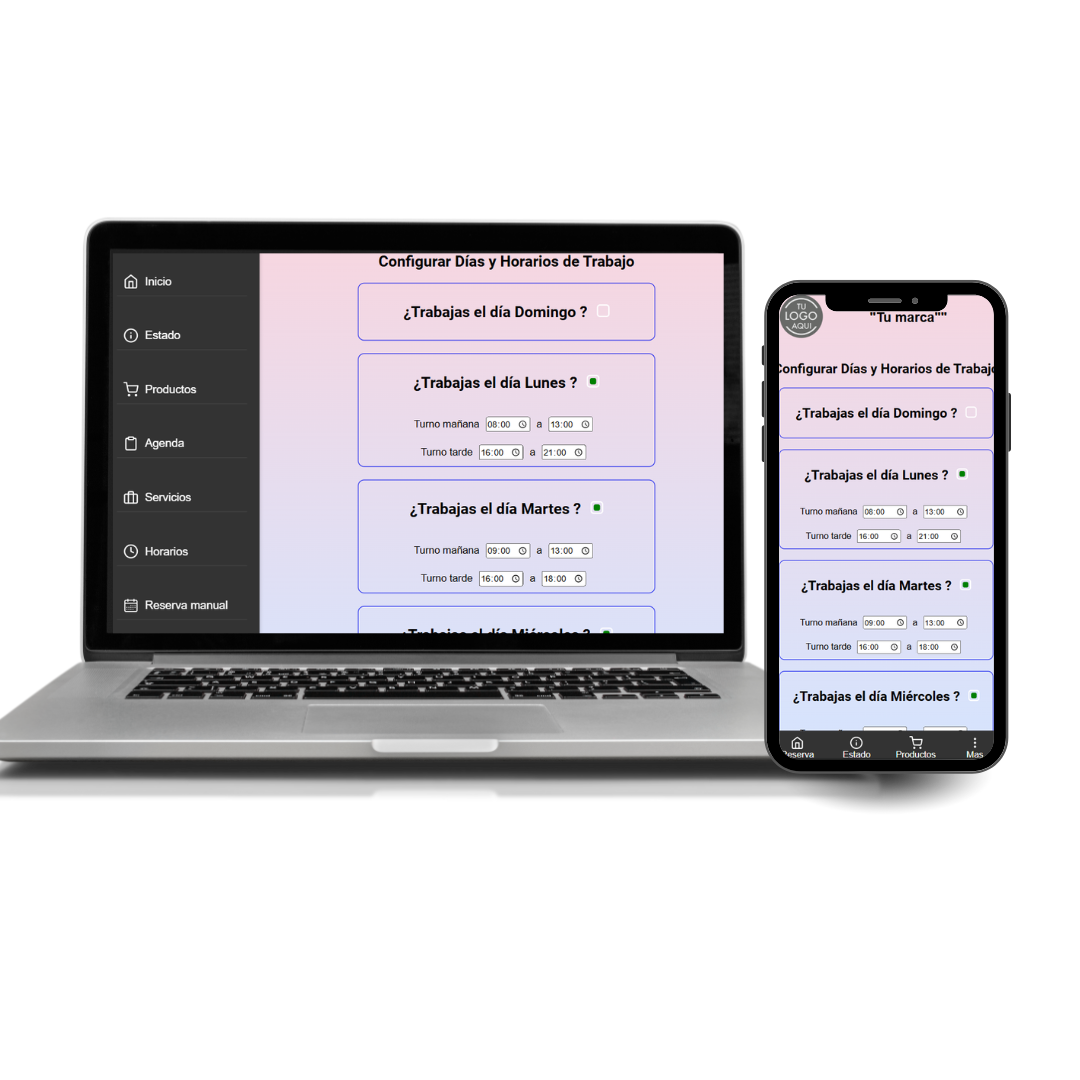 Configurar Días y Horarios de Trabajo
Inicio
Estado
Productos
Agenda
Servicios
Horarios
Reserva manual
¿Trabajas el día Domingo ?
¿Trabajas el día Lunes ?
Turno mañana 08:00 a 13:00
Turno tarde 16:00 a 21:00
¿Trabajas el día Martes ?
Turno mañana 09:00 a 13:00
Turno tarde 16:00 a 18:00
¿Trabajas el día Miércoles ?
TU
LOGO
AQUI
"Tu marca""
Configurar Días y Horarios de Trabajo
¿Trabajas el día Domingo ?
¿Trabajas el día Lunes ?
Turno mañana 08:00 a 13:00
Turno tarde 16:00 a 21:00
¿Trabajas el día Martes ?
Turno mañana 09:00 a 13:00
Turno tarde 16:00 a 18:00
¿Trabajas el día Miércoles ?
Reserva Estado Productos Mas